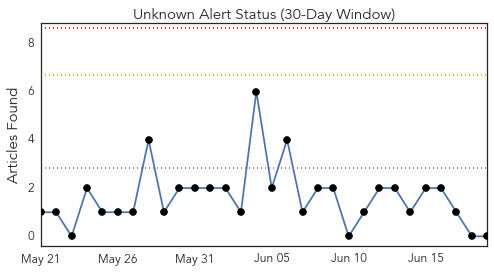 Unknown Alert Status (30-Day Window)
Articles Found
8
6
4
2
0
May 21 May 26 May 31 Jun 05 Jun 10 Jun 15